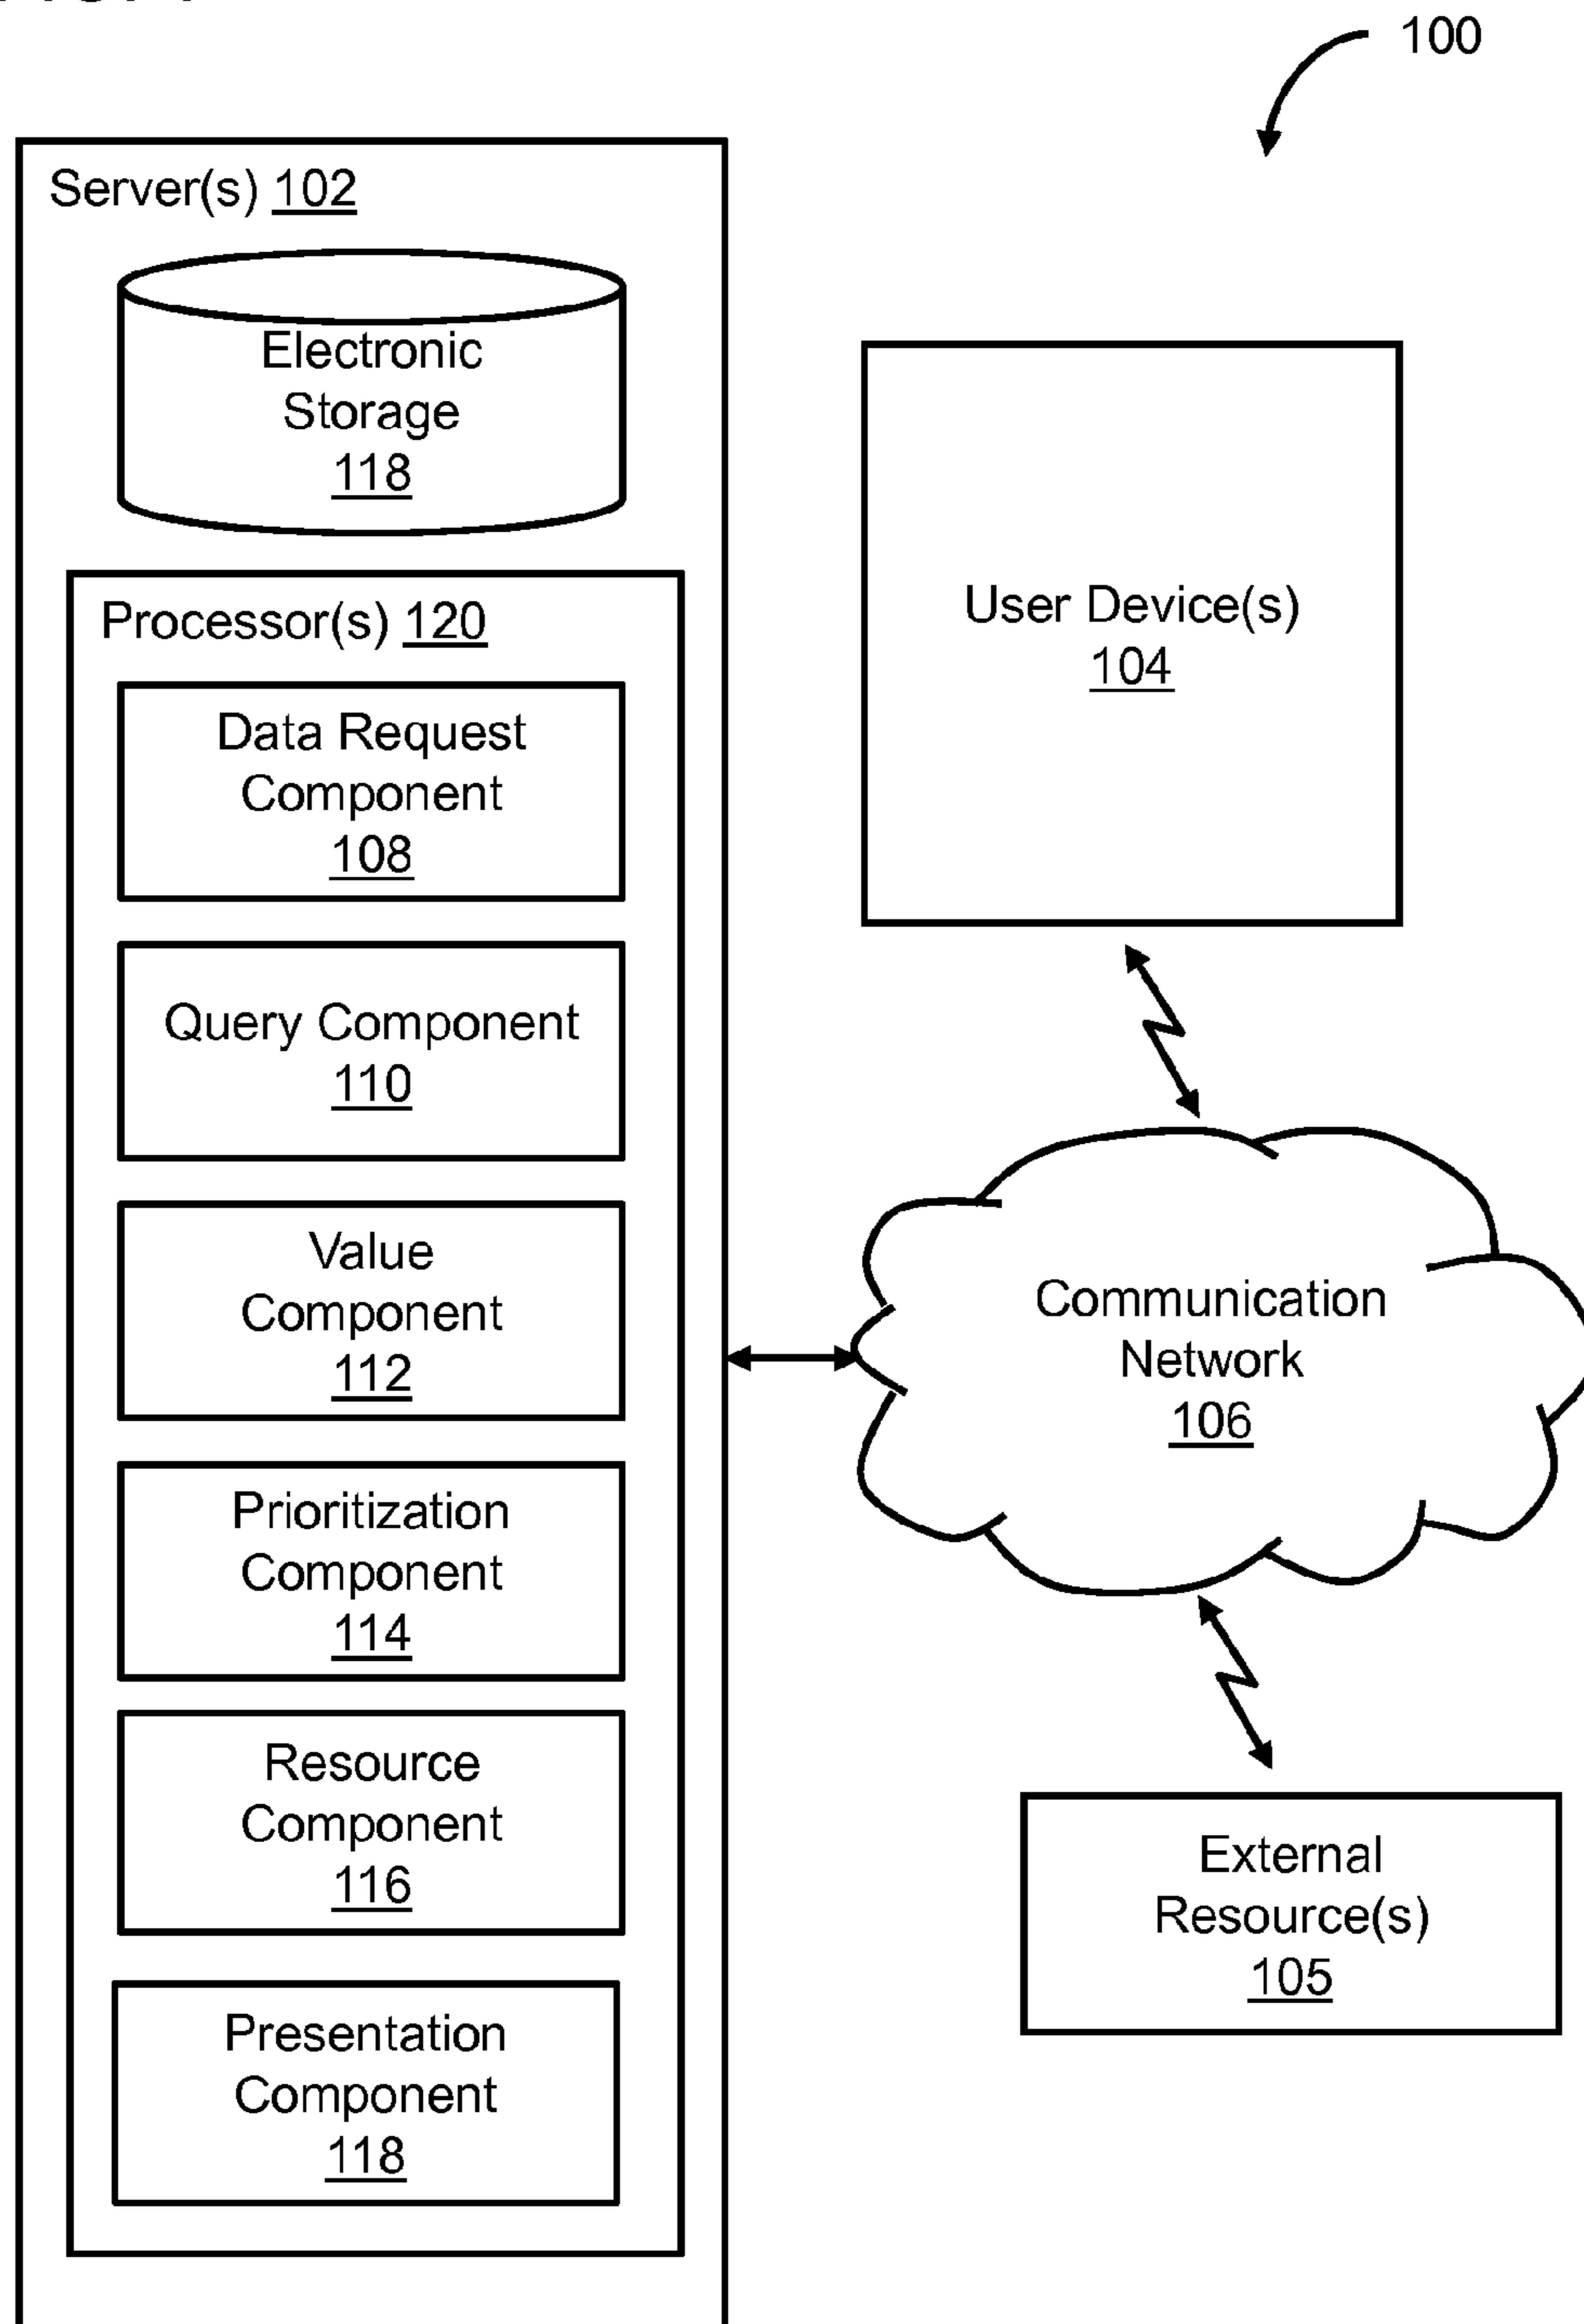 100
Server(s) 102
Electronic
Storage
118
Processor(s) 120
Data Request
Component
108
Query Component
110
Value
Component
112
Prioritization
Component
114
Resource
Component
116
Presentation
Component
118
User Device(s)
104
Communication
Network
106
External
Resource(s)
105